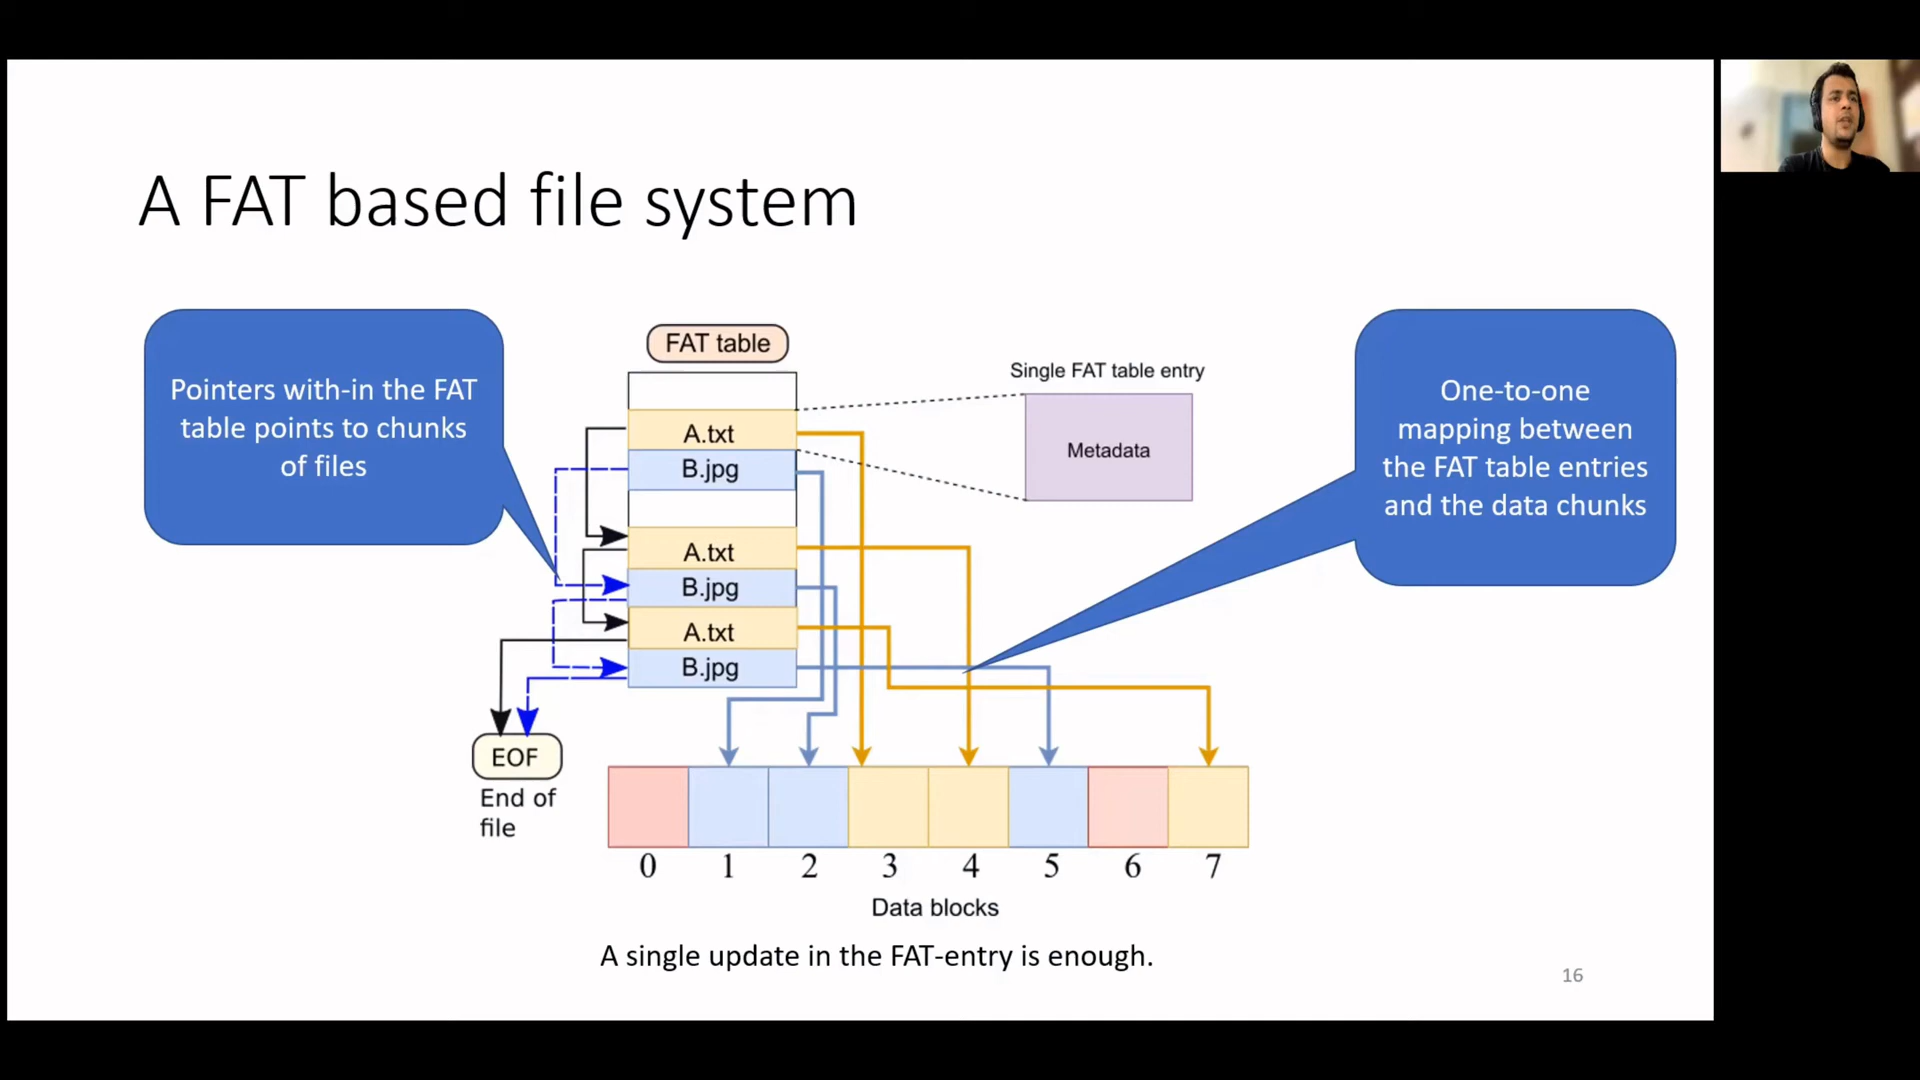 A FAT based file system
Pointers with-in the FAT
table points to chunks
of files
FAT table
A.txt
B.jpg
A.txt
B.jpg
A.txt
B.jpg
Single FAT table entry
Metadata
One-to-one
mapping between
the FAT table entries
and the data chunks
EOF
End of
file
0 1 2 3 4 5 6 7
Data blocks
A single update in the FAT-entry is enough.
16